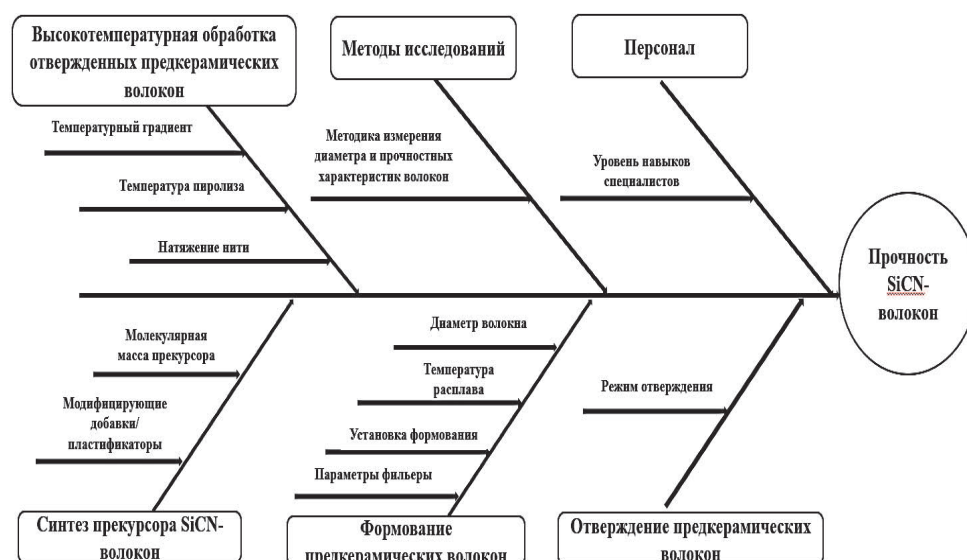 Высокотемпературная обработка
отвержденных предкерамических
волокон
Методы исследований
Персонал
Температурный градиент
Температура пиролиза
Натяжение нити
Методика измерения
диаметра и прочностных
характеристик волокон
Уровень навыков
специалистов
Прочность
SiCN-
волокон
Молекулярная
масса прекурсора
Модифицирующие
добавки/
пластификаторы
Диаметр волокна
Температура
расплава
Установка формования
Параметры фильеры
Режим отверждения
Синтез прекурсора SiCN-
волокон
Формование
предкерамических волокон
Отверждение предкерамических
волокон